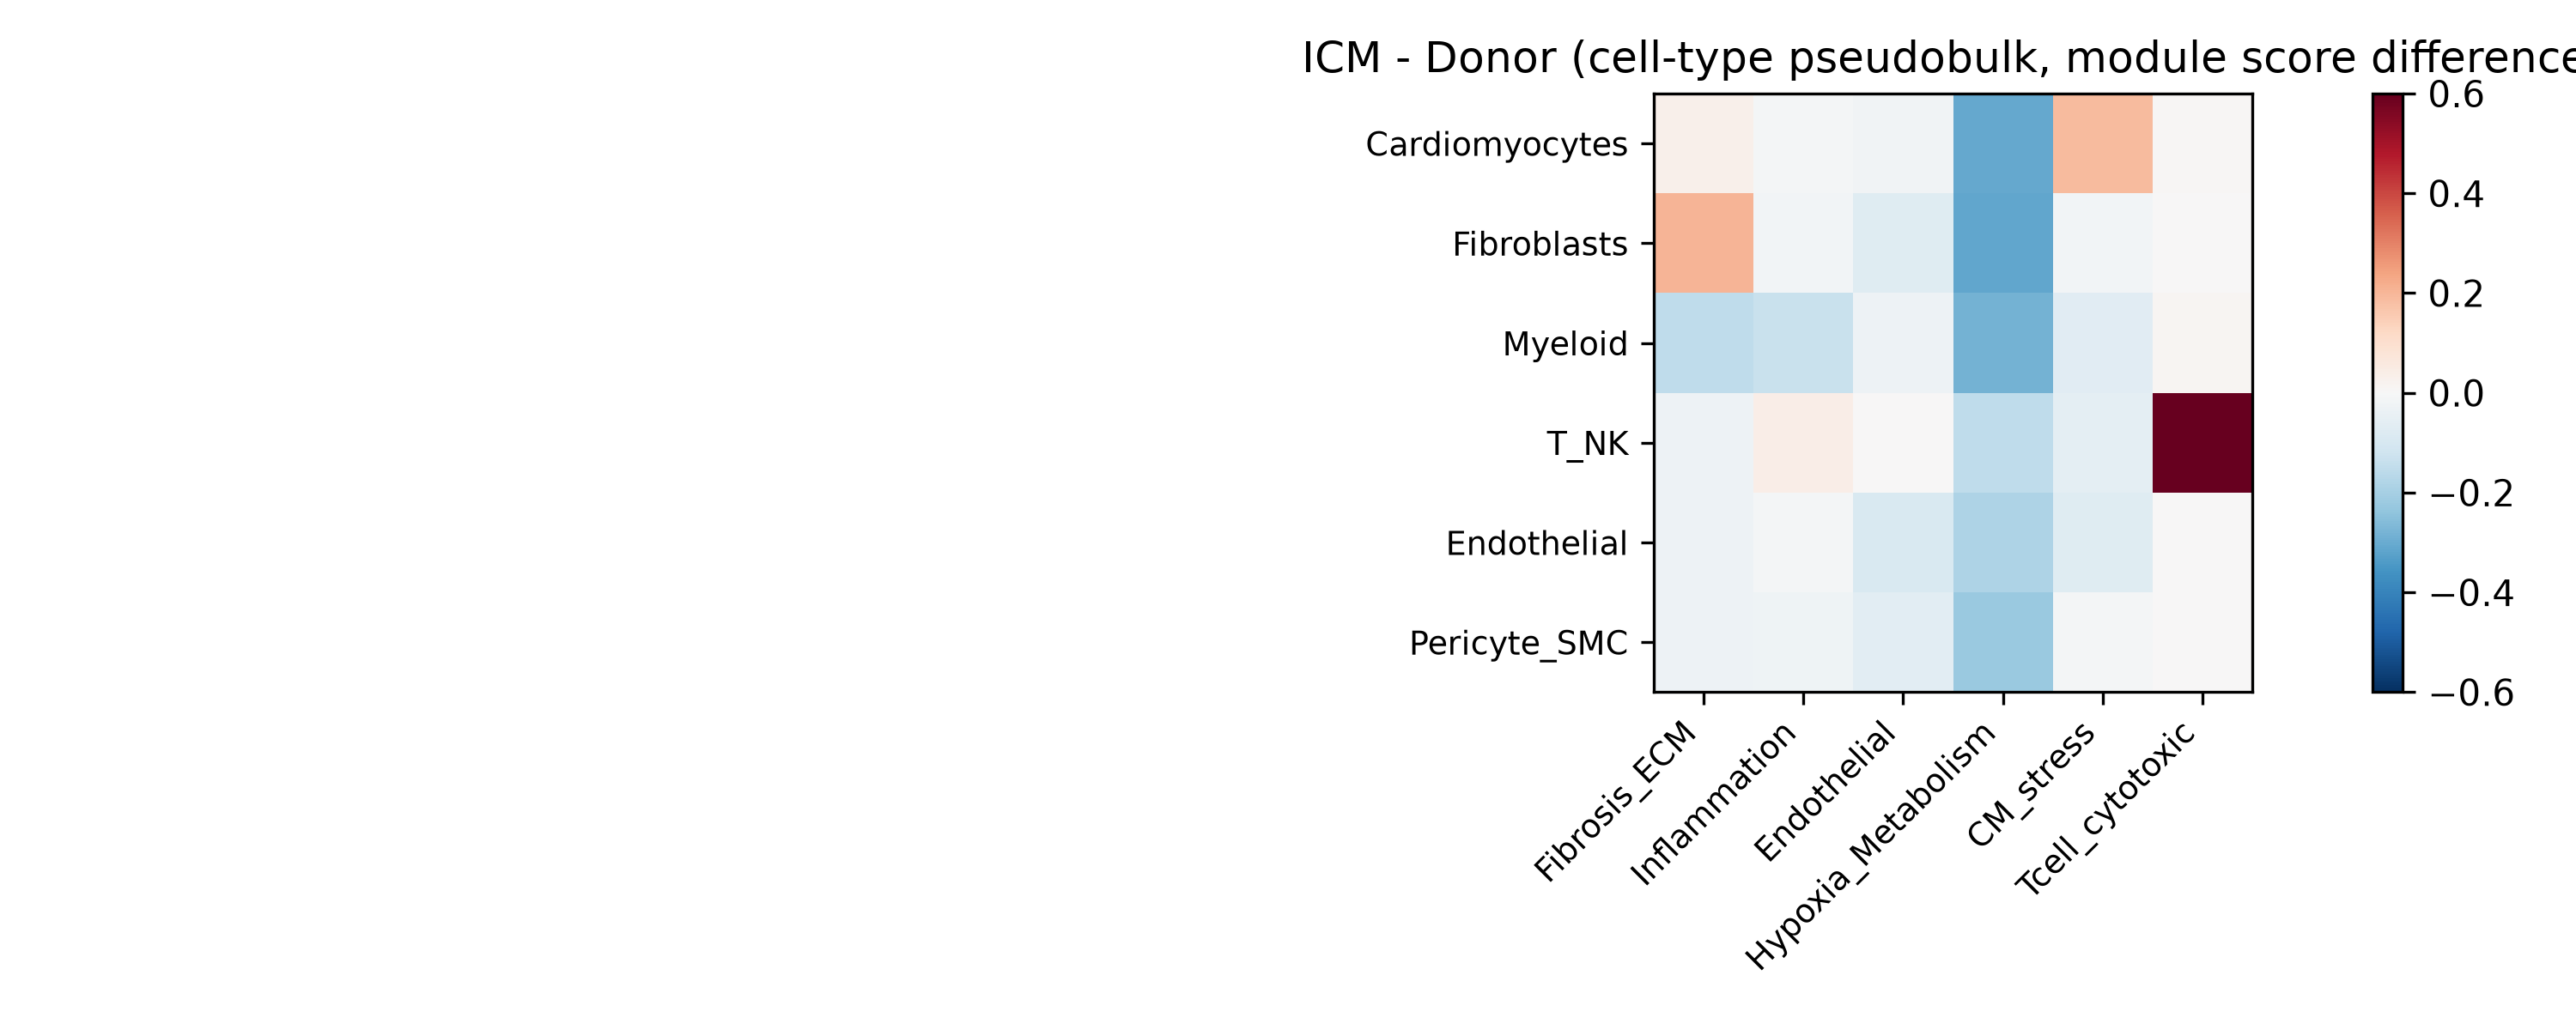 ICM - Donor (cell-type pseudobulk, module score difference
Cardiomyocytes
Fibroblasts
Myeloid
T_NK
Endothelial
Pericyte_SMC
0.6
0.4
0.2
0.0
−0.2
−0.4
−0.6
Fibrosis_ECM
Inflammation
Endothelial
Hypoxia_Metabolism
CM_stress
Tcell_cytotoxic